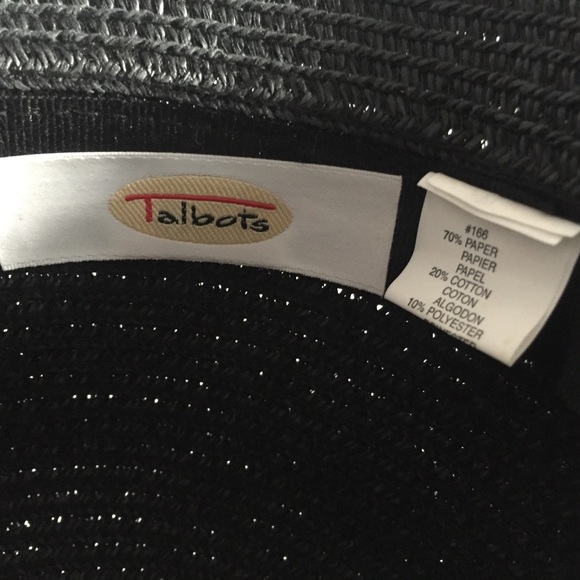 Talbots
#166
70% PAPER
PAPIER
PAPEL
20% COTTON
COTON
ALGODON
10% POLYESTER